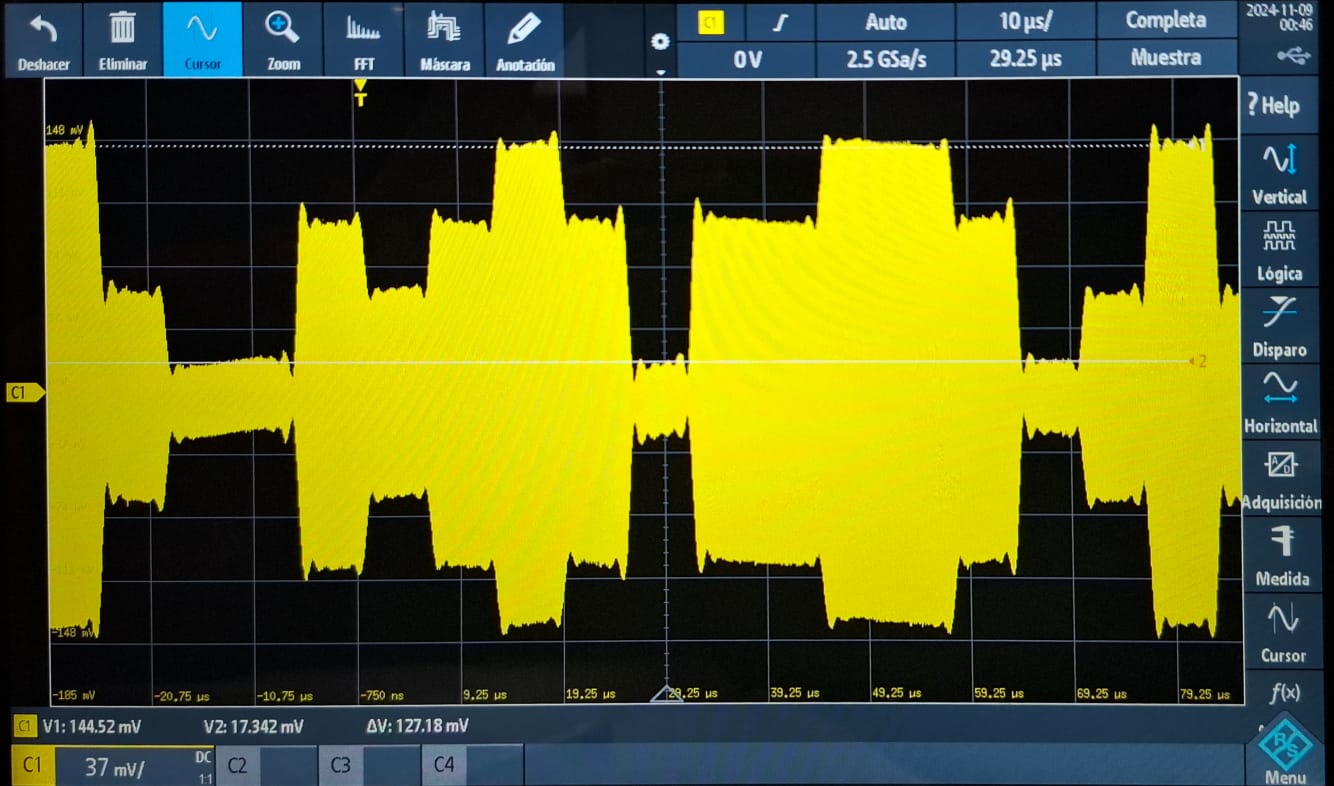 Deshacer Eliminar Cursor Zoom FFT Máscara Anotación
C1 Auto 10 µs/ Completa
0 V 2.5 GSa/s 29.25 µs Muestra
2024-11-09
00:46
? Help
T
148 mV
Vertical
Lógica
Disparo
2
C1
Horizontal
Adquisición
Medida
-148 mV
Cursor
-185 mV -20,75 µs -10,75 µs -750 ns 9,25 µs 19,25 µs 29,25 µs 39,25 µs 49,25 µs 59,25 µs 69,25 µs 79,25 µs
f(x)
C1 V1: 144.52 mV V2: 17.342 mV ΔV: 127.18 mV
C1 37 mV/ DC
1:1
C2 C3 C4
R&S
Menu